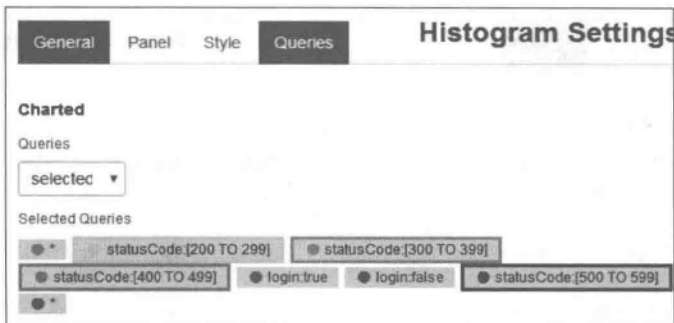 General Panel Style Queries Histogram Settings
Charted
Queries
selected
Selected Queries
* statusCode:[200 TO 299] statusCode:[300 TO 399]
statusCode:[400 TO 499] login:true login:false statusCode:[500 TO 599]
*